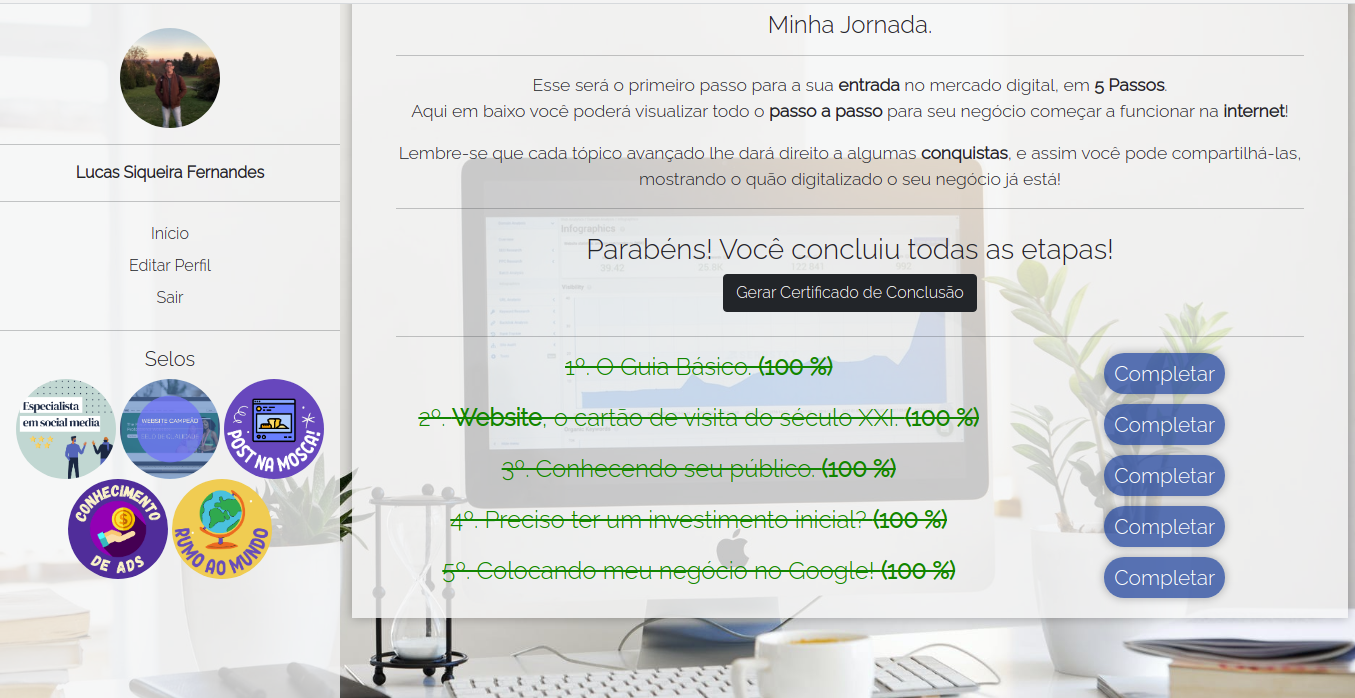 Lucas Siqueira Fernandes
Início
Editar Perfil
Sair
Selos
Especialista
em social media
WEBSITE CAMPEÃO
POST NA MOSCA!
CONHECIMENTO
DE ADS
RUMO AO MUNDO
Minha Jornada.
Esse será o primeiro passo para a sua entrada no mercado digital, em 5 Passos.
Aqui em baixo você poderá visualizar todo o passo a passo para seu negócio começar a funcionar na internet!
Lembre-se que cada tópico avançado lhe dará direito a algumas conquistas, e assim você pode compartilhá-las,
mostrando o quão digitalizado o seu negócio já está!
Infographics
Parabéns! Você concluiu todas as etapas!
Gerar Certificado de Conclusão
1º. O Guia Básico. (100 %)
Completar
2º. Website, o cartão de visita do século XXI. (100 %)
Completar
3º. Conhecendo seu público. (100 %)
Completar
4º. Preciso ter um investimento inicial? (100 %)
Completar
5º. Colocando meu negócio no Google! (100 %)
Completar